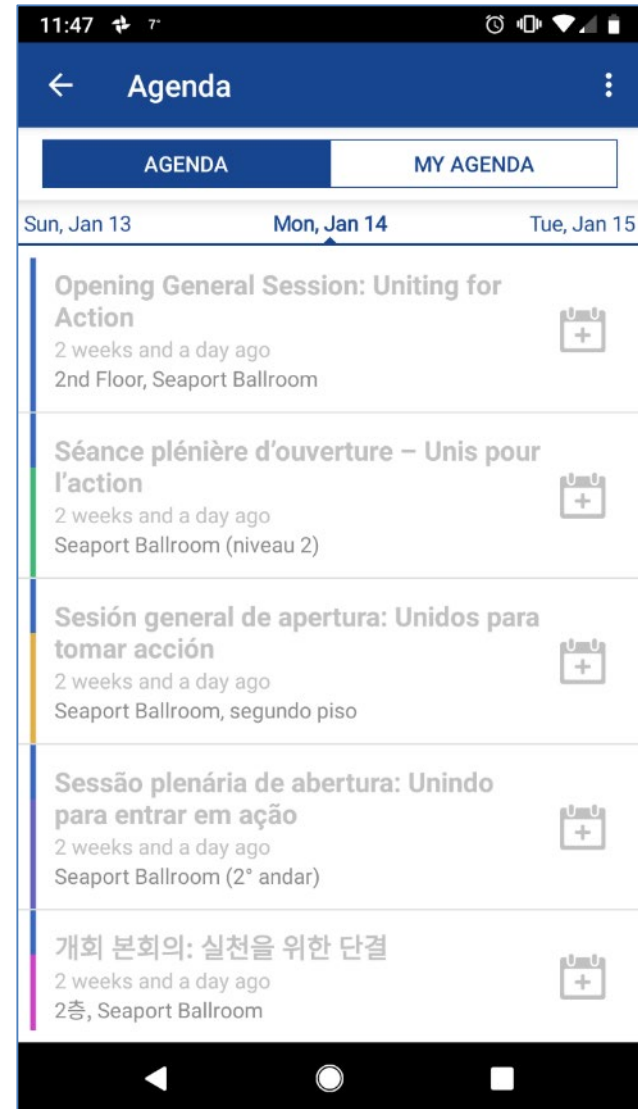 11:47 7°
Agenda
AGENDA MY AGENDA
Sun, Jan 13 Mon, Jan 14 Tue, Jan 15
Opening General Session: Uniting for
Action
2 weeks and a day ago
2nd Floor, Seaport Ballroom
Séance plénière d’ouverture – Unis pour
l’action
2 weeks and a day ago
Seaport Ballroom (niveau 2)
Sesión general de apertura: Unidos para
tomar acción
2 weeks and a day ago
Seaport Ballroom, segundo piso
Sessão plenária de abertura: Unindo
para entrar em ação
2 weeks and a day ago
Seaport Ballroom (2° andar)
개회 본회의: 실천을 위한 단결
2 weeks and a day ago
2층, Seaport Ballroom